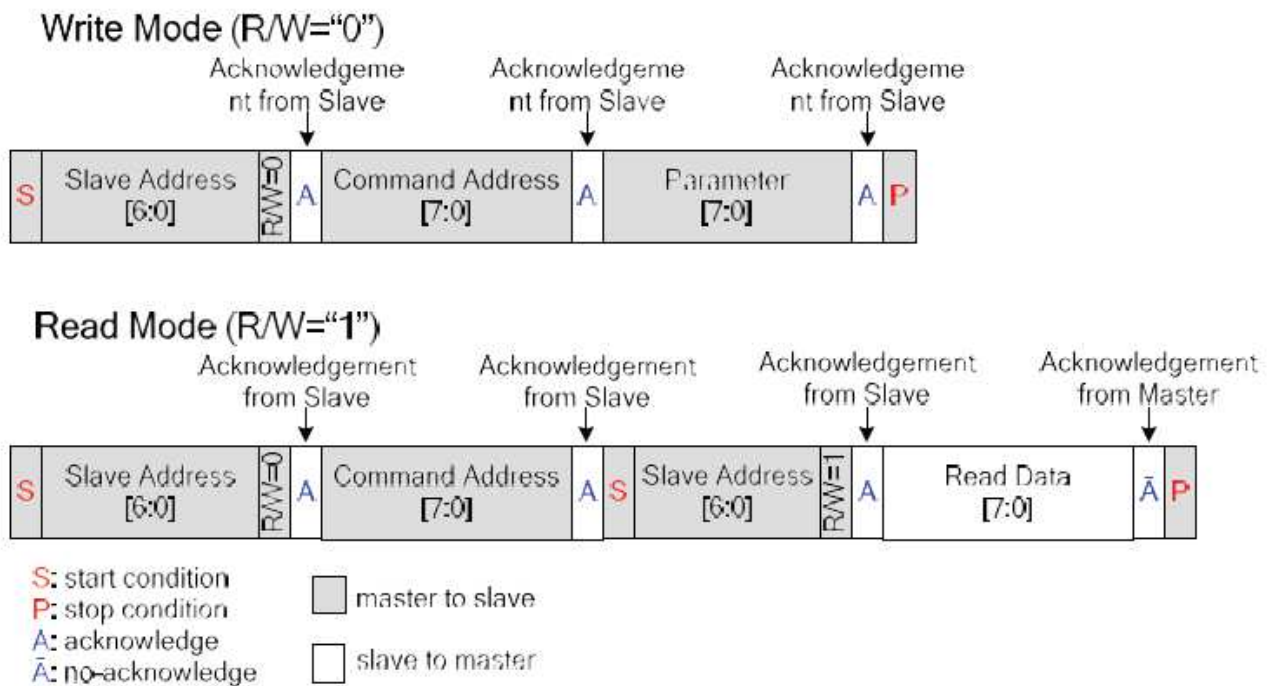 Write Mode (R/W=“0”)
Acknowledgeme
nt from Slave
Acknowledgeme
nt from Slave
Acknowledgeme
nt from Slave
S
Slave Address
[6:0]
R/W=0
A
Command Address
[7:0]
A
Parameter
[7:0]
A
P
Read Mode (R/W=“1”)
Acknowledgement
from Slave
Acknowledgement
from Slave
Acknowledgement
from Slave
Acknowledgement
from Master
S
Slave Address
[6:0]
R/W=0
A
Command Address
[7:0]
A
S
Slave Address
[6:0]
R/W=1
A
Read Data
[7:0]
Ā
P
S: start condition
P: stop condition
A: acknowledge
Ā: no-acknowledge
master to slave
slave to master